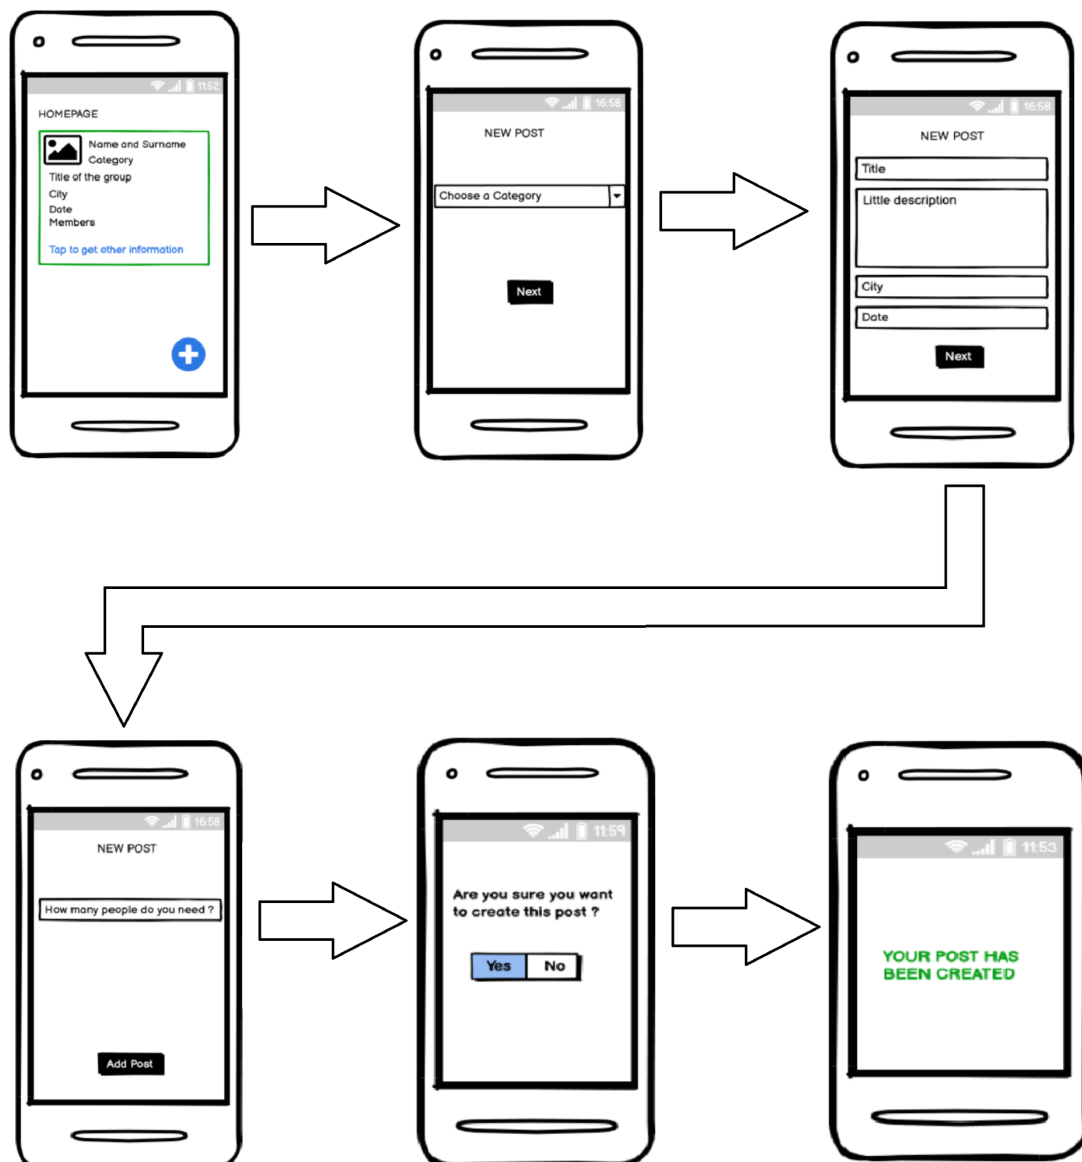 11:52
HOMEPAGE
Name and Surname
Category
Title of the group
City
Date
Members
Tap to get other information
16:58
NEW POST
Choose a Category
Next
16:58
NEW POST
Title
Little description
City
Date
Next
16:58
NEW POST
How many people do you need ?
Add Post
11:59
Are you sure you want
to create this post ?
Yes No
11:53
YOUR POST HAS
BEEN CREATED